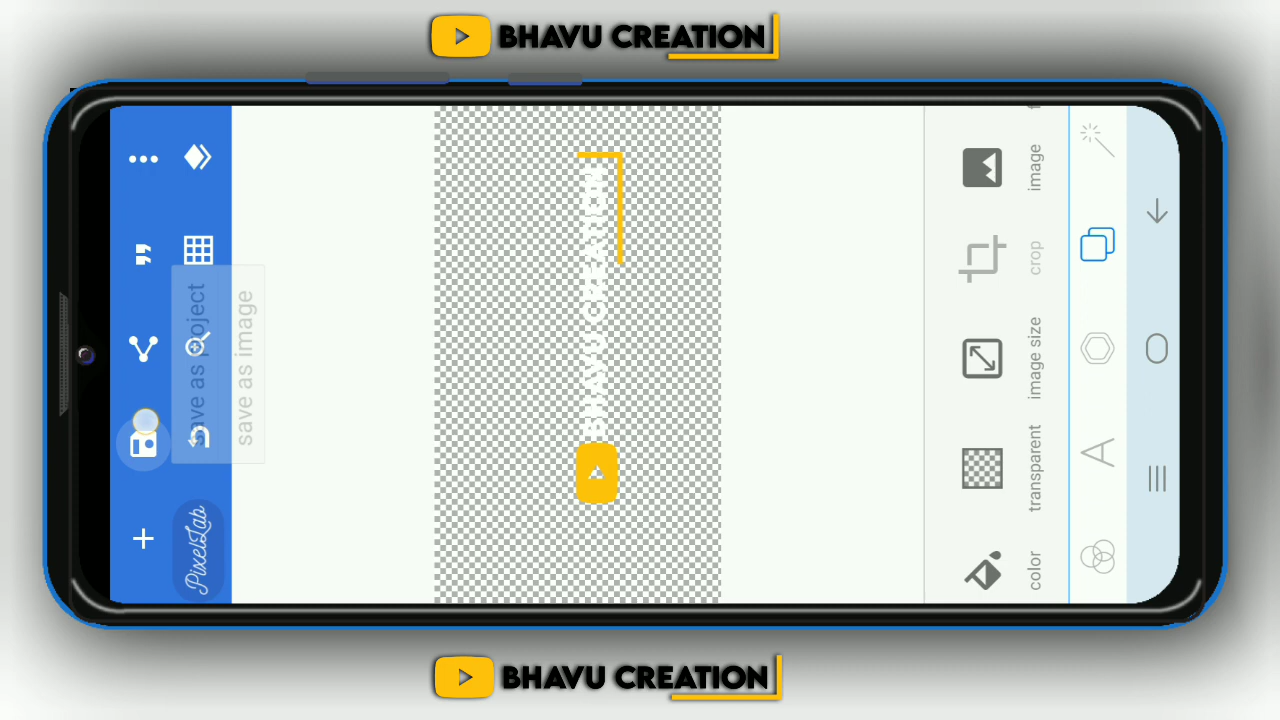 BHAVU CREATION
PixelLab
save as project
save as image
BHAVU CREATION
color
transparent
image size
crop
image
BHAVU CREATION